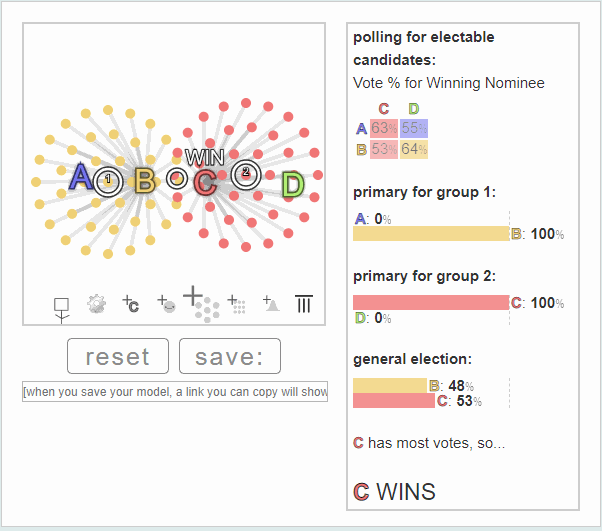 A 1 B WIN C 2 D
+C + + + +
reset save:
[when you save your model, a link you can copy will show
polling for electable
candidates:
Vote % for Winning Nominee
C D
A 63% 55%
B 53% 64%
primary for group 1:
A: 0%
B: 100%
primary for group 2:
C: 100%
D: 0%
general election:
B: 48%
C: 53%
C has most votes, so...
C WINS